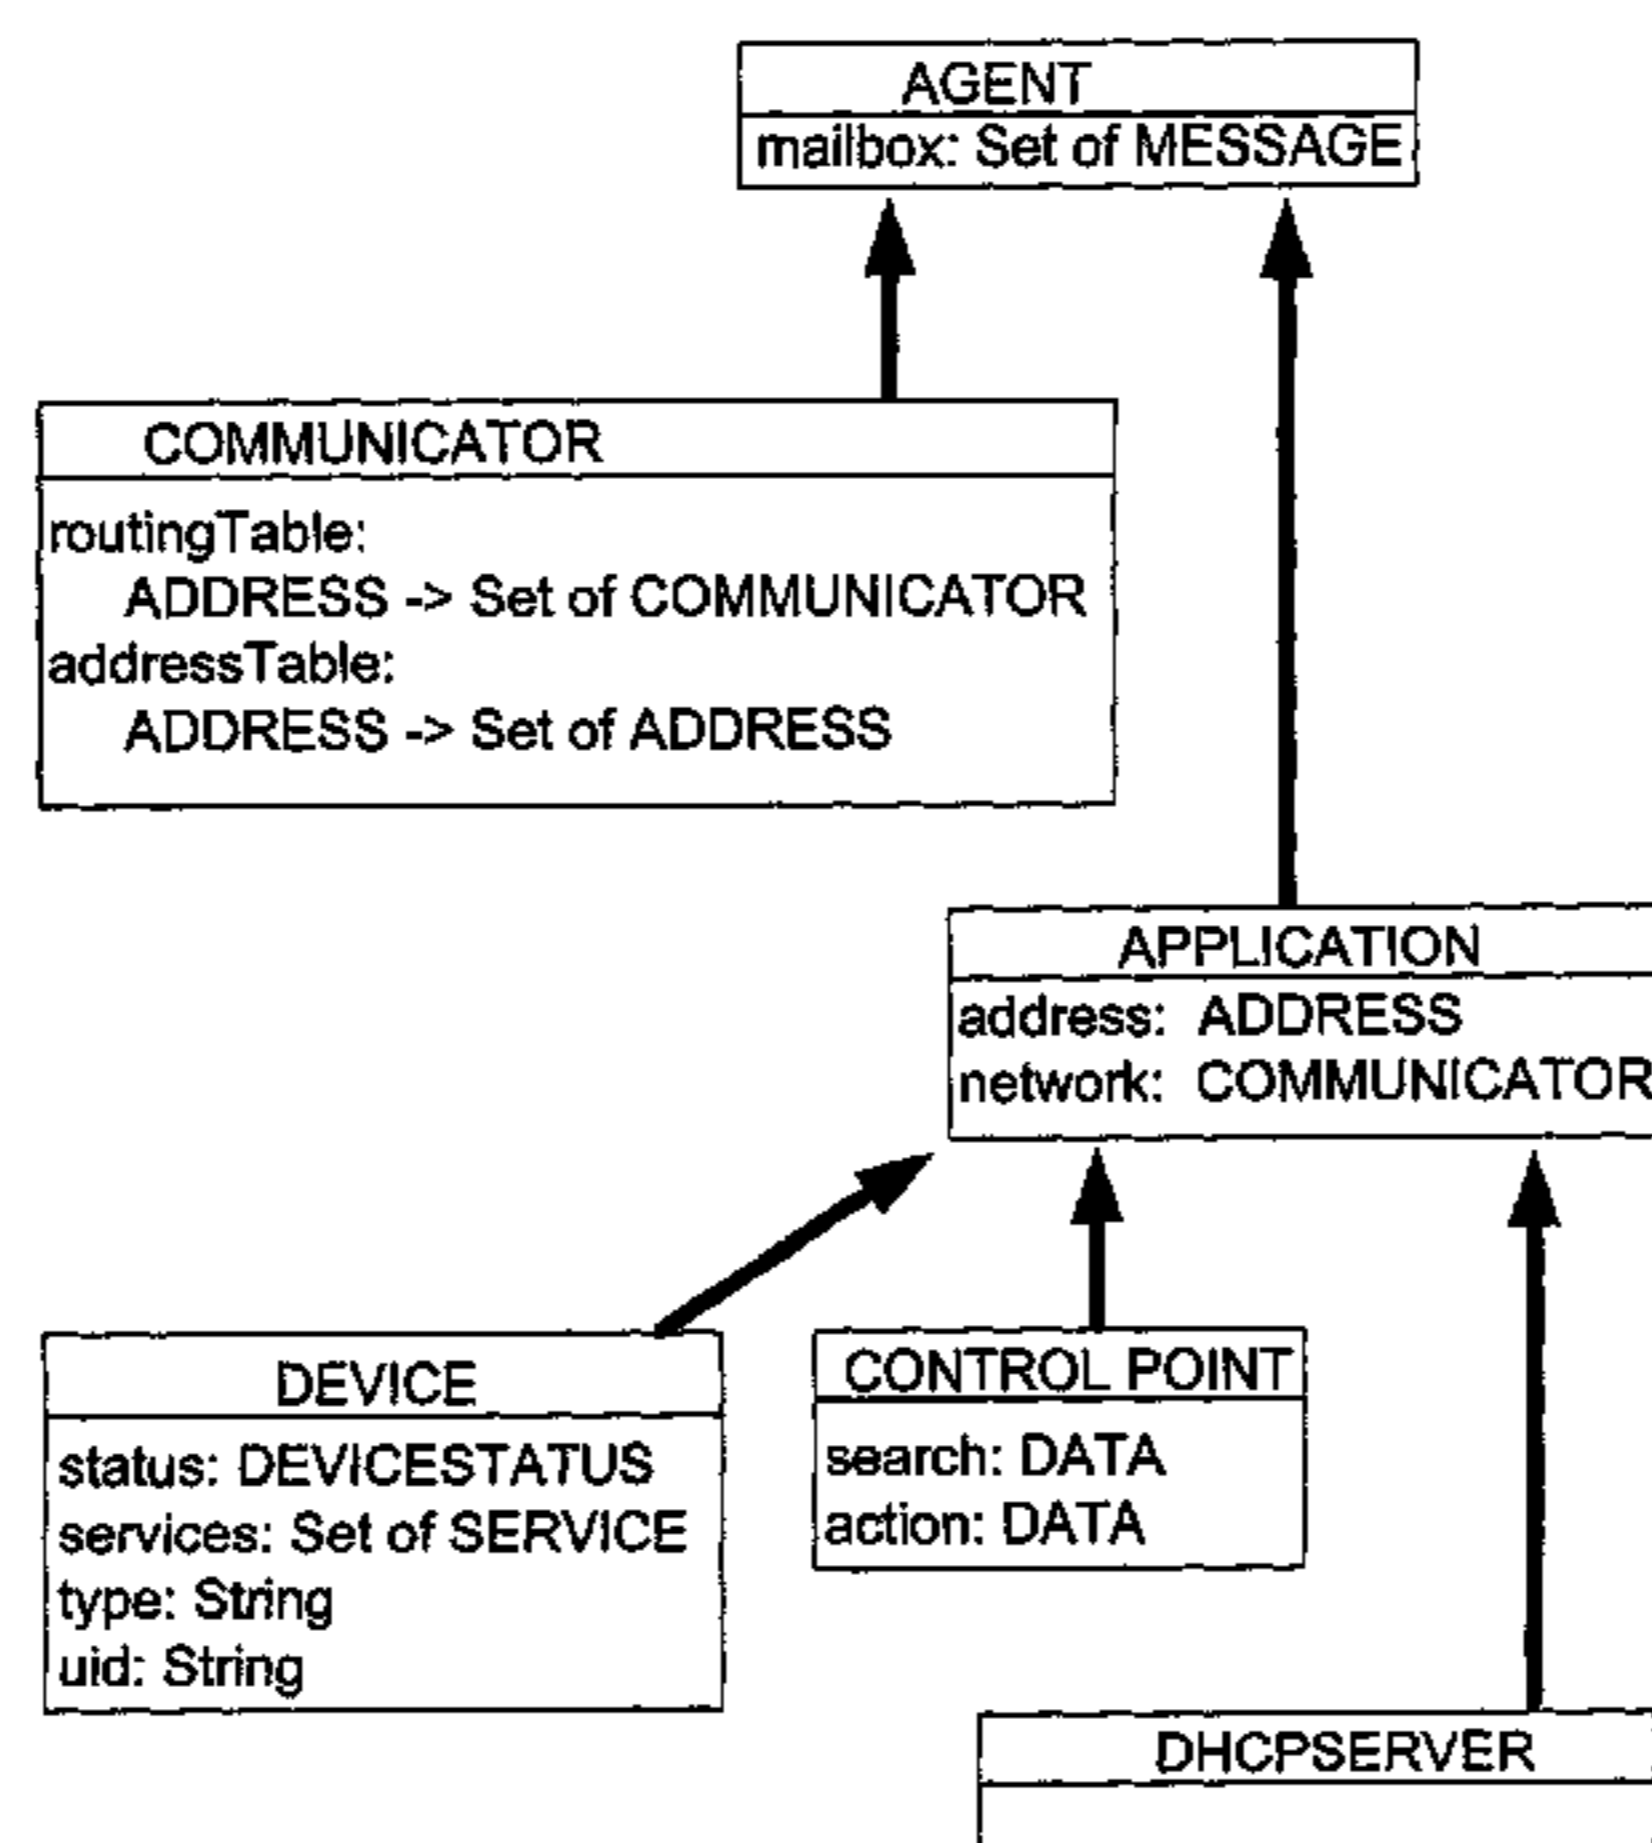 AGENT
mailbox: Set of MESSAGE
COMMUNICATOR
routingTable:
ADDRESS -> Set of COMMUNICATOR
addressTable:
ADDRESS -> Set of ADDRESS
APPLICATION
address: ADDRESS
network: COMMUNICATOR
DEVICE
status: DEVICESTATUS
services: Set of SERVICE
type: String
uid: String
CONTROL POINT
search: DATA
action: DATA
DHCPSERVER